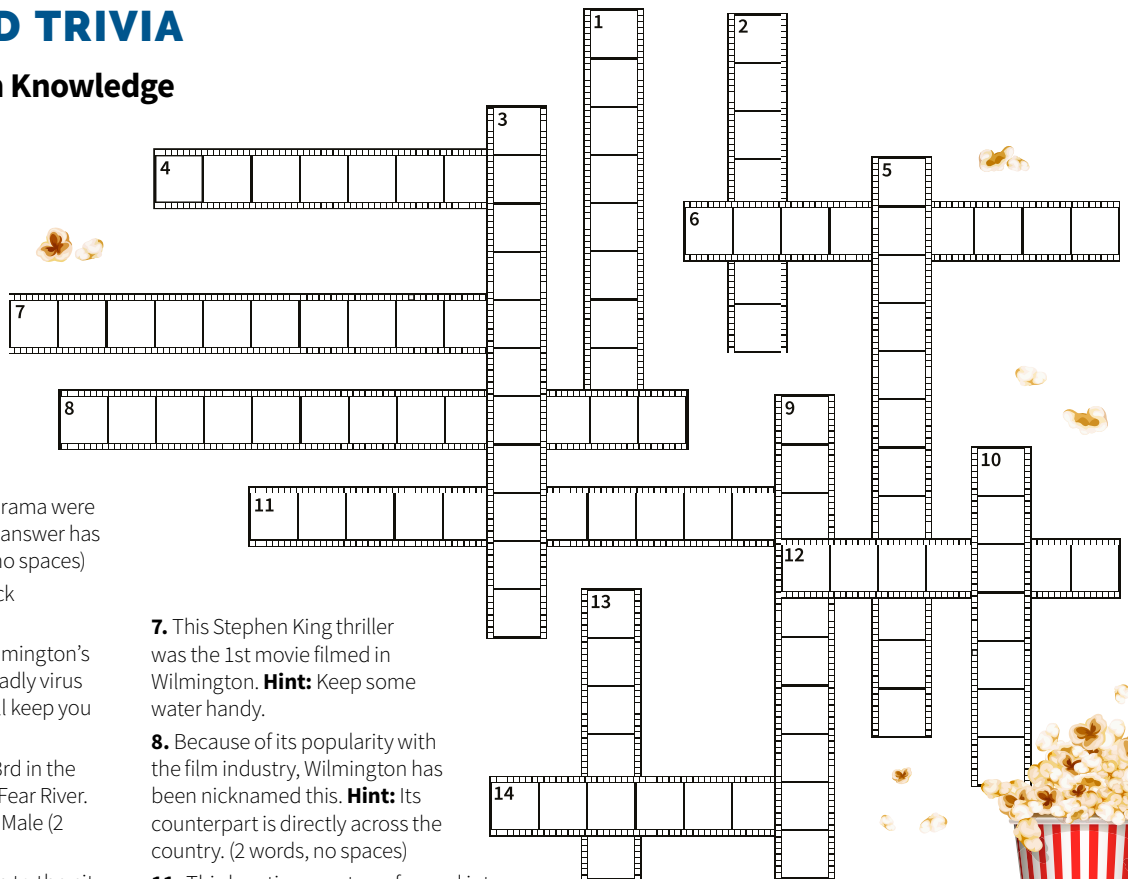 D TRIVIA
Knowledge
1
2
3
4
5
6
7
8
9
10
11
12
13
14
rama were
answer has
no spaces)
ck
mington's
adly virus
ll keep you
3rd in the
Fear River.
Male (2
7. This Stephen King thriller
was the 1st movie filmed in
Wilmington. Hint: Keep some
water handy.
8. Because of its popularity with
the film industry, Wilmington has
been nicknamed this. Hint: Its
counterpart is directly across the
country. (2 words, no spaces)